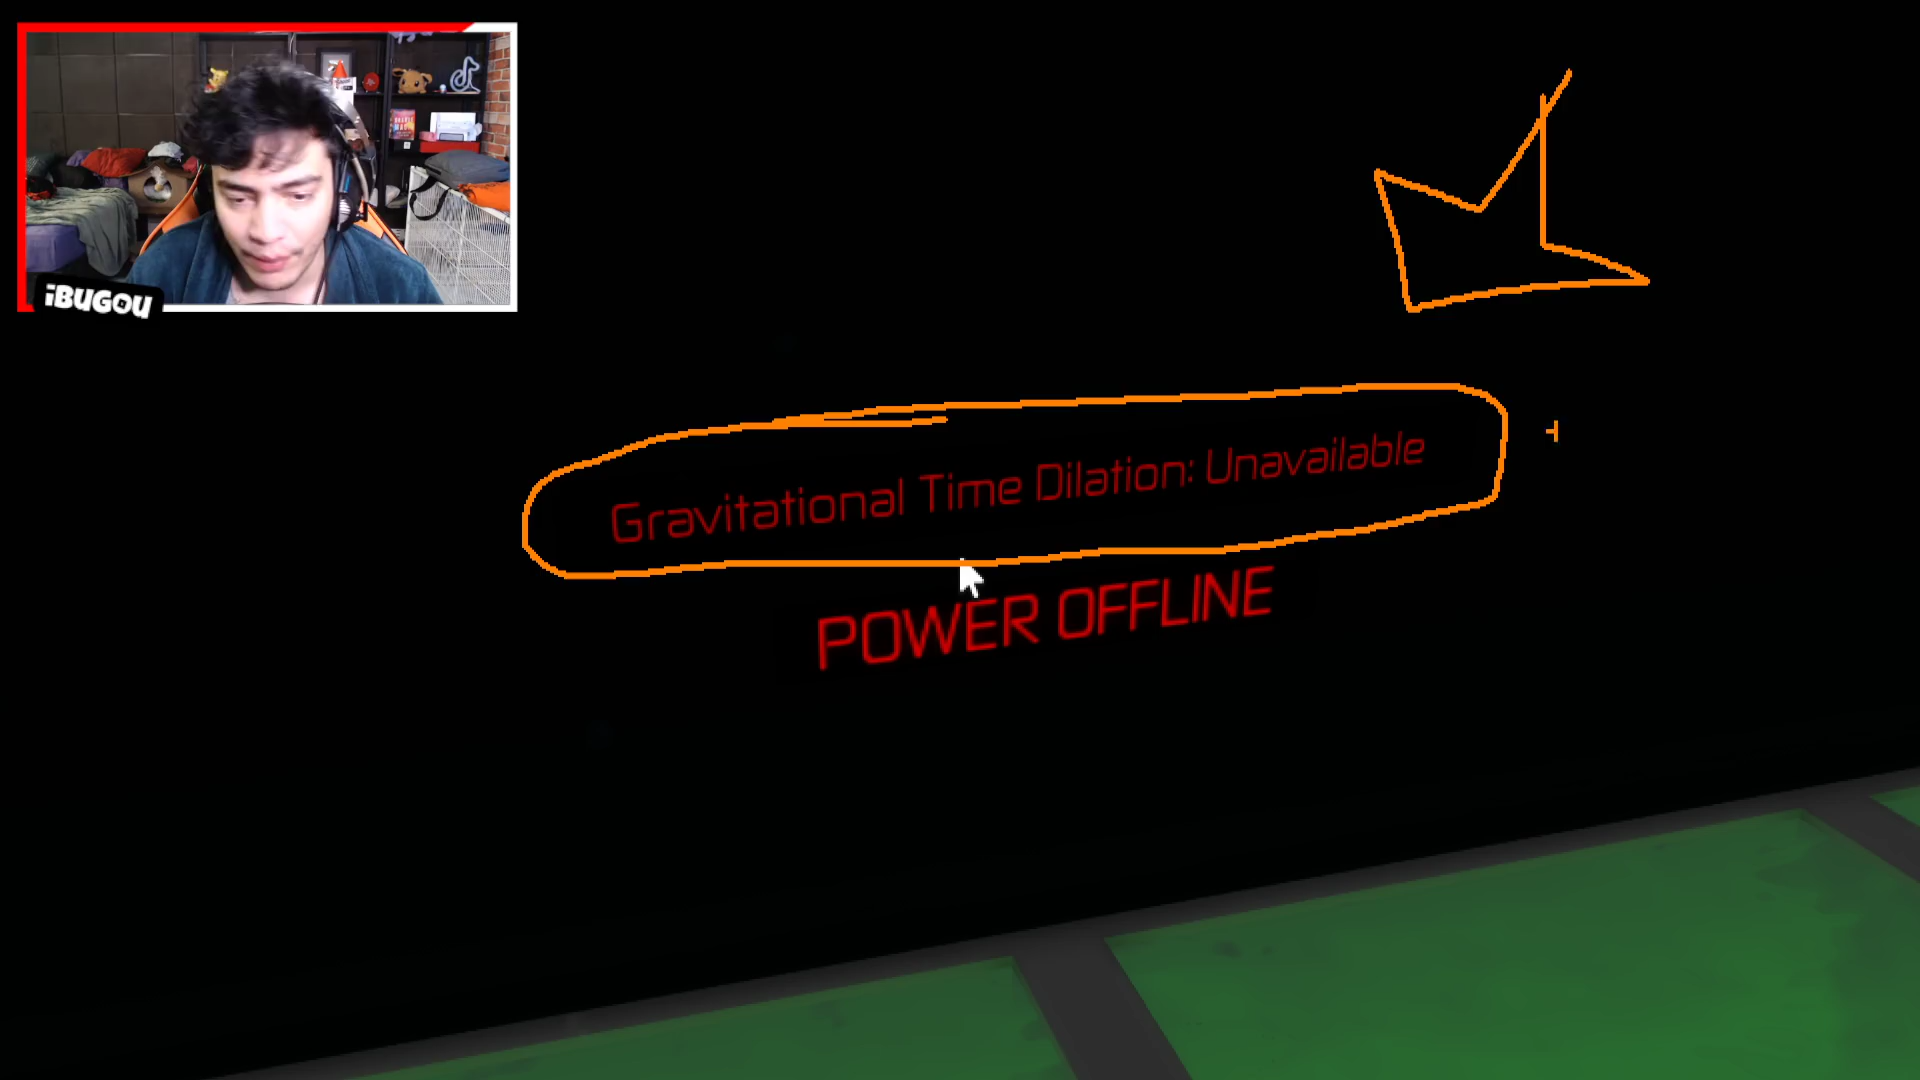 iBUGOU
Gravitational Time Dilation: Unavailable
POWER OFFLINE